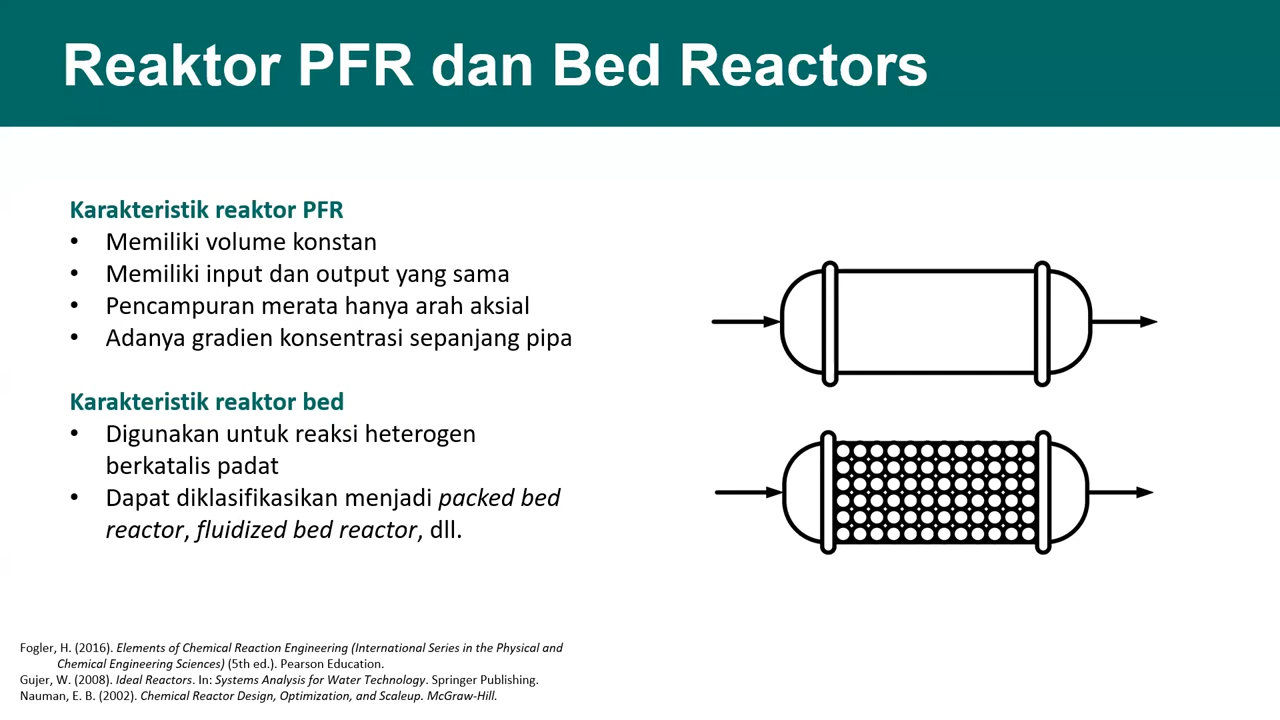 Reaktor PFR dan Bed Reactors
Karakteristik reaktor PFR
• Memiliki volume konstan
• Memiliki input dan output yang sama
• Pencampuran merata hanya arah aksial
• Adanya gradien konsentrasi sepanjang pipa
Karakteristik reaktor bed
• Digunakan untuk reaksi heterogen
berkatalis padat
• Dapat diklasifikasikan menjadi packed bed
reactor, fluidized bed reactor, dll.
Fogler, H. (2016). Elements of Chemical Reaction Engineering (International Series in the Physical and
Chemical Engineering Sciences) (5th ed.). Pearson Education.
Gujer, W. (2008). Ideal Reactors. In: Systems Analysis for Water Technology. Springer Publishing.
Nauman, E. B. (2002). Chemical Reactor Design, Optimization, and Scaleup. McGraw-Hill.